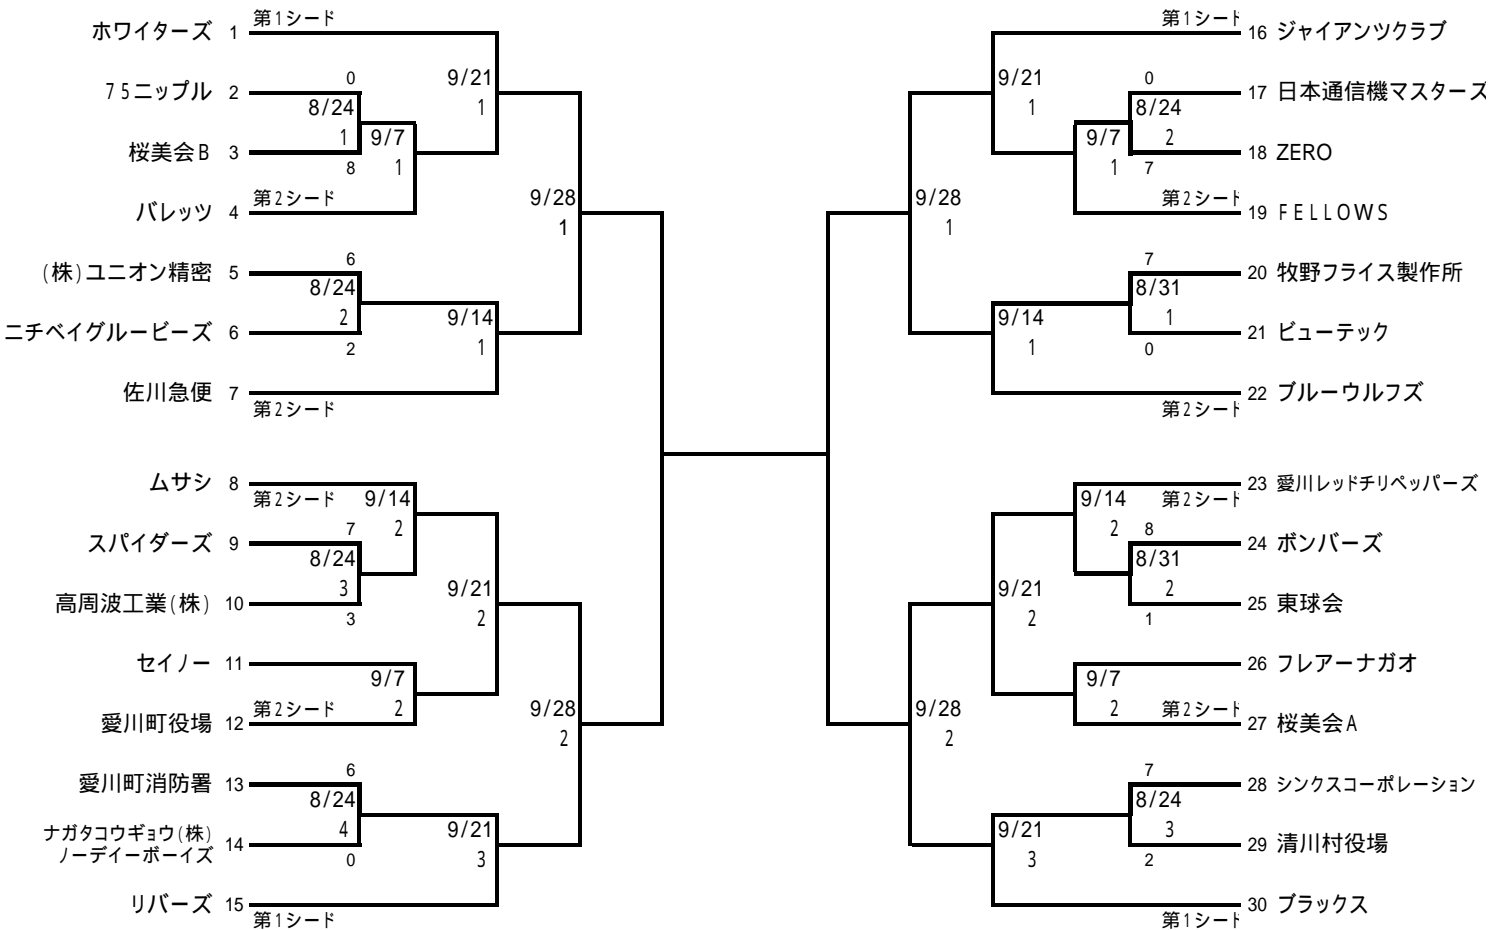 第1シード
ホワイターズ 1
9/21
1
0
75ニップル 2
8/24
1
9/7
1
桜美会B 3
8
第2シード
バレッツ 4
9/28
1
6
(株)ユニオン精密 5
8/24
2
9/14
1
ニチベイグルービーズ 6
2
佐川急便 7
第2シード
ムサシ 8
第2シード
9/14
2
7
スパイダーズ 9
8/24
3
高周波工業(株) 10
3
9/21
2
セイノー 11
9/7
2
第2シード
愛川町役場 12
9/28
2
6
愛川町消防署 13
8/24
4
9/21
3
ナガタコウギョウ(株)
ノーデイーボーイズ 14
0
リバーズ 15
第1シード
第1シード
16 ジャイアンツクラブ
9/21
1
0
17 日本通信機マスターズ
8/24
2
9/7
1
18 ZERO
7
第2シード
19 FELLOWS
9/28
1
7
20 牧野フライス製作所
8/31
1
9/14
1
21 ビューテック
0
22 ブルーウルフズ
第2シード
23 愛川レッドチリペッパーズ
第2シード
9/14
2
8
24 ボンバーズ
8/31
2
25 東球会
1
9/21
2
26 フレアーナガオ
9/7
2
第2シード
27 桜美会A
9/28
2
7
28 シンクスコーポレーション
8/24
3
9/21
3
29 清川村役場
2
30 ブラックス
第1シード